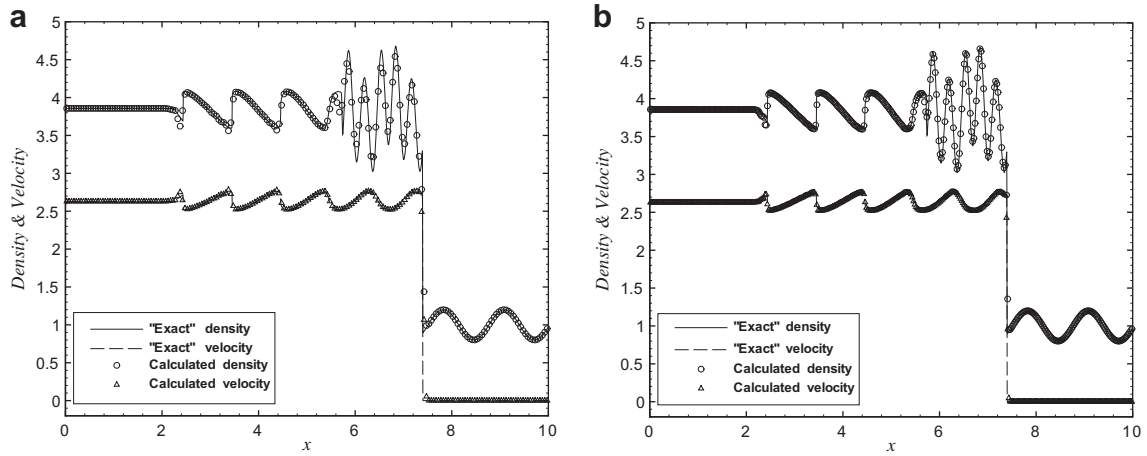 a
5
4.5
4
3.5
3
2.5
2
1.5
1
0.5
0
Density & Velocity
"Exact" density
"Exact" velocity
Calculated density
Calculated velocity
0 2 4 6 8 10
x
b
5
4.5
4
3.5
3
2.5
2
1.5
1
0.5
0
Density & Velocity
"Exact" density
"Exact" velocity
Calculated density
Calculated velocity
0 2 4 6 8 10
x